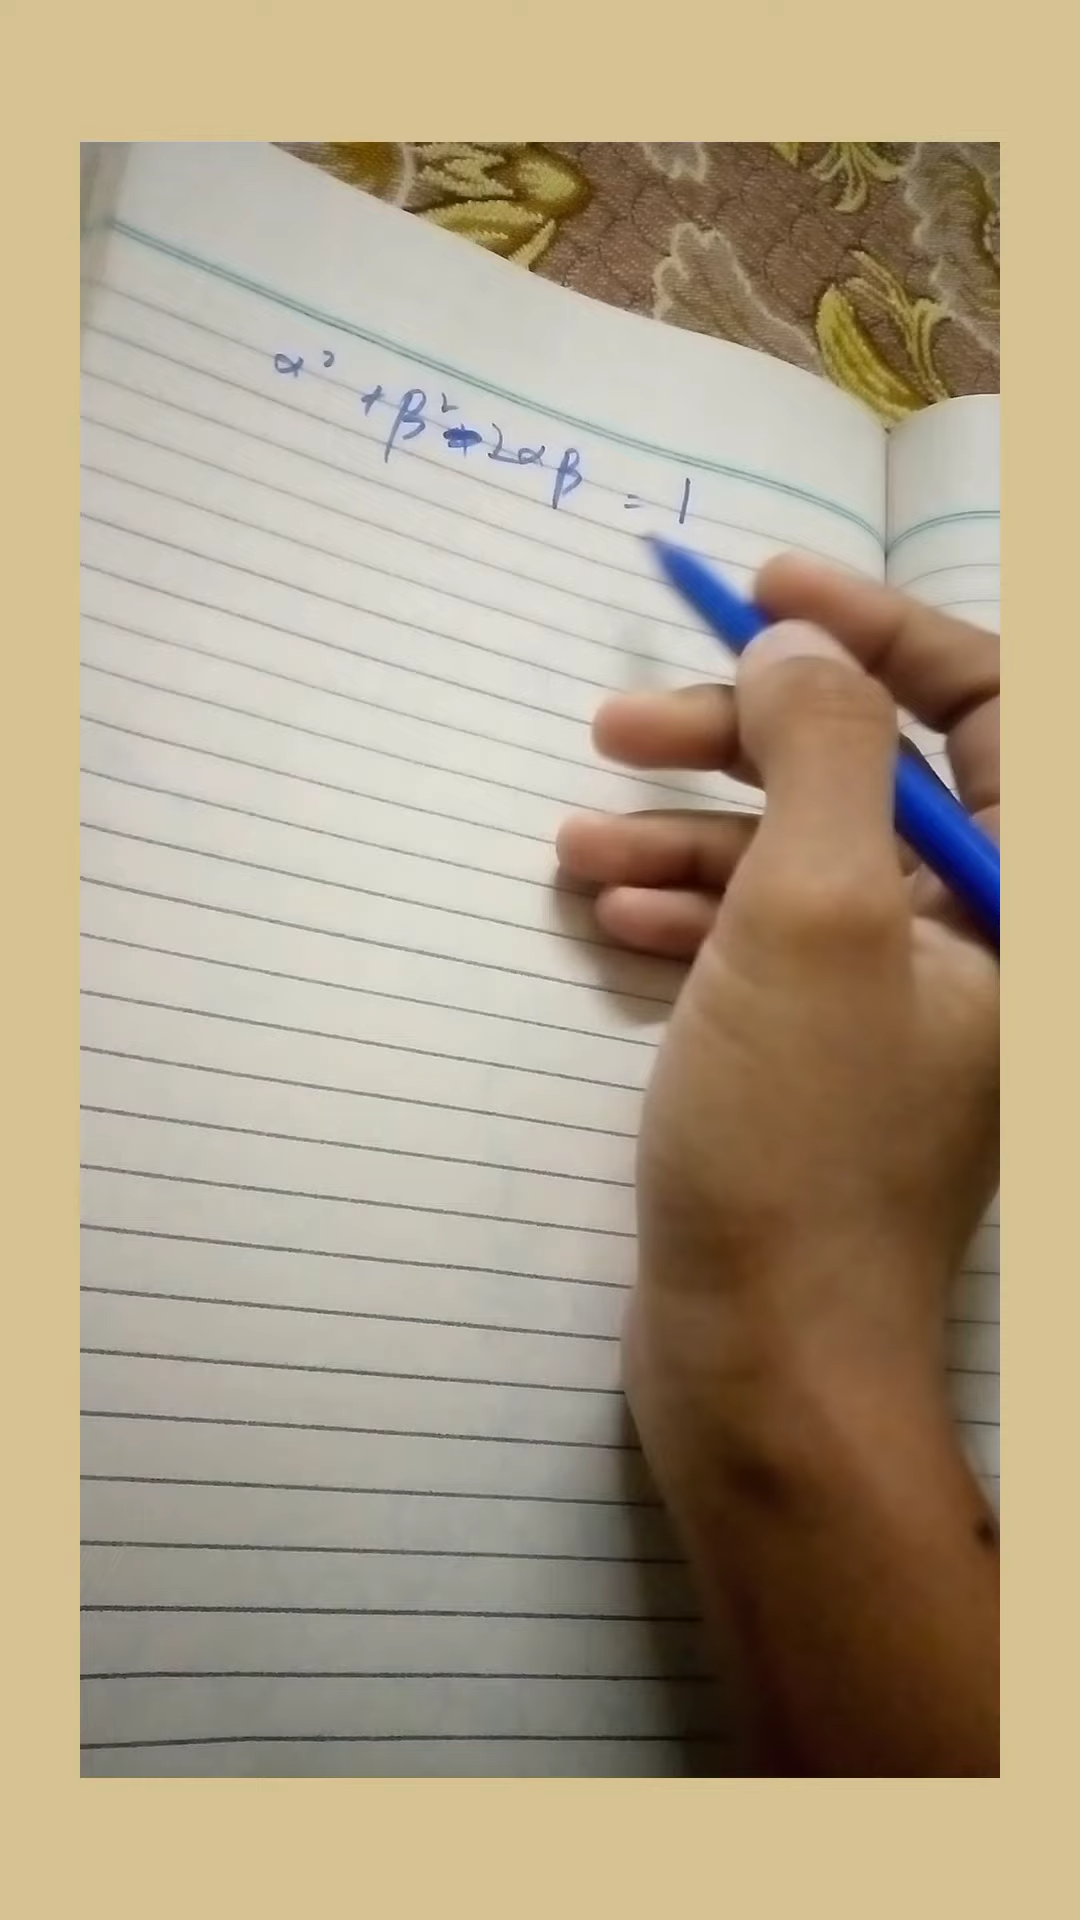 α² + β² - 2αβ = 1